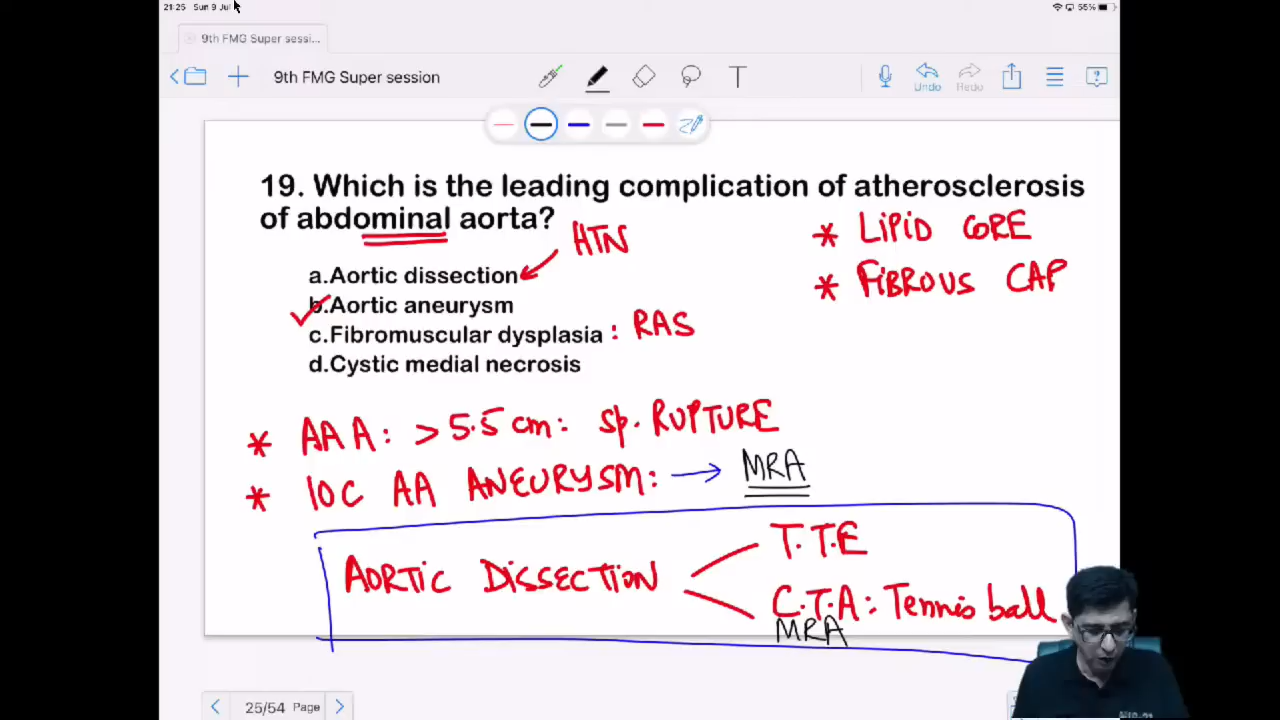 21:25 Sun 9 Jul
55%
9th FMG Super sessi...
9th FMG Super session
T
Undo
Redo
19. Which is the leading complication of atherosclerosis
of abdominal aorta?
HTN
* LIPID CORE
* FIBROUS CAP
a.Aortic dissection
b.Aortic aneurysm
c.Fibromuscular dysplasia : RAS
d.Cystic medial necrosis
* AAA: > 5.5 cm: sp. RUPTURE
* IOC AA ANEURYSM: → MRA
AORTIC DISSECTION
T.T.E
C.T.A: Tennis ball
MRA
25/54 Page